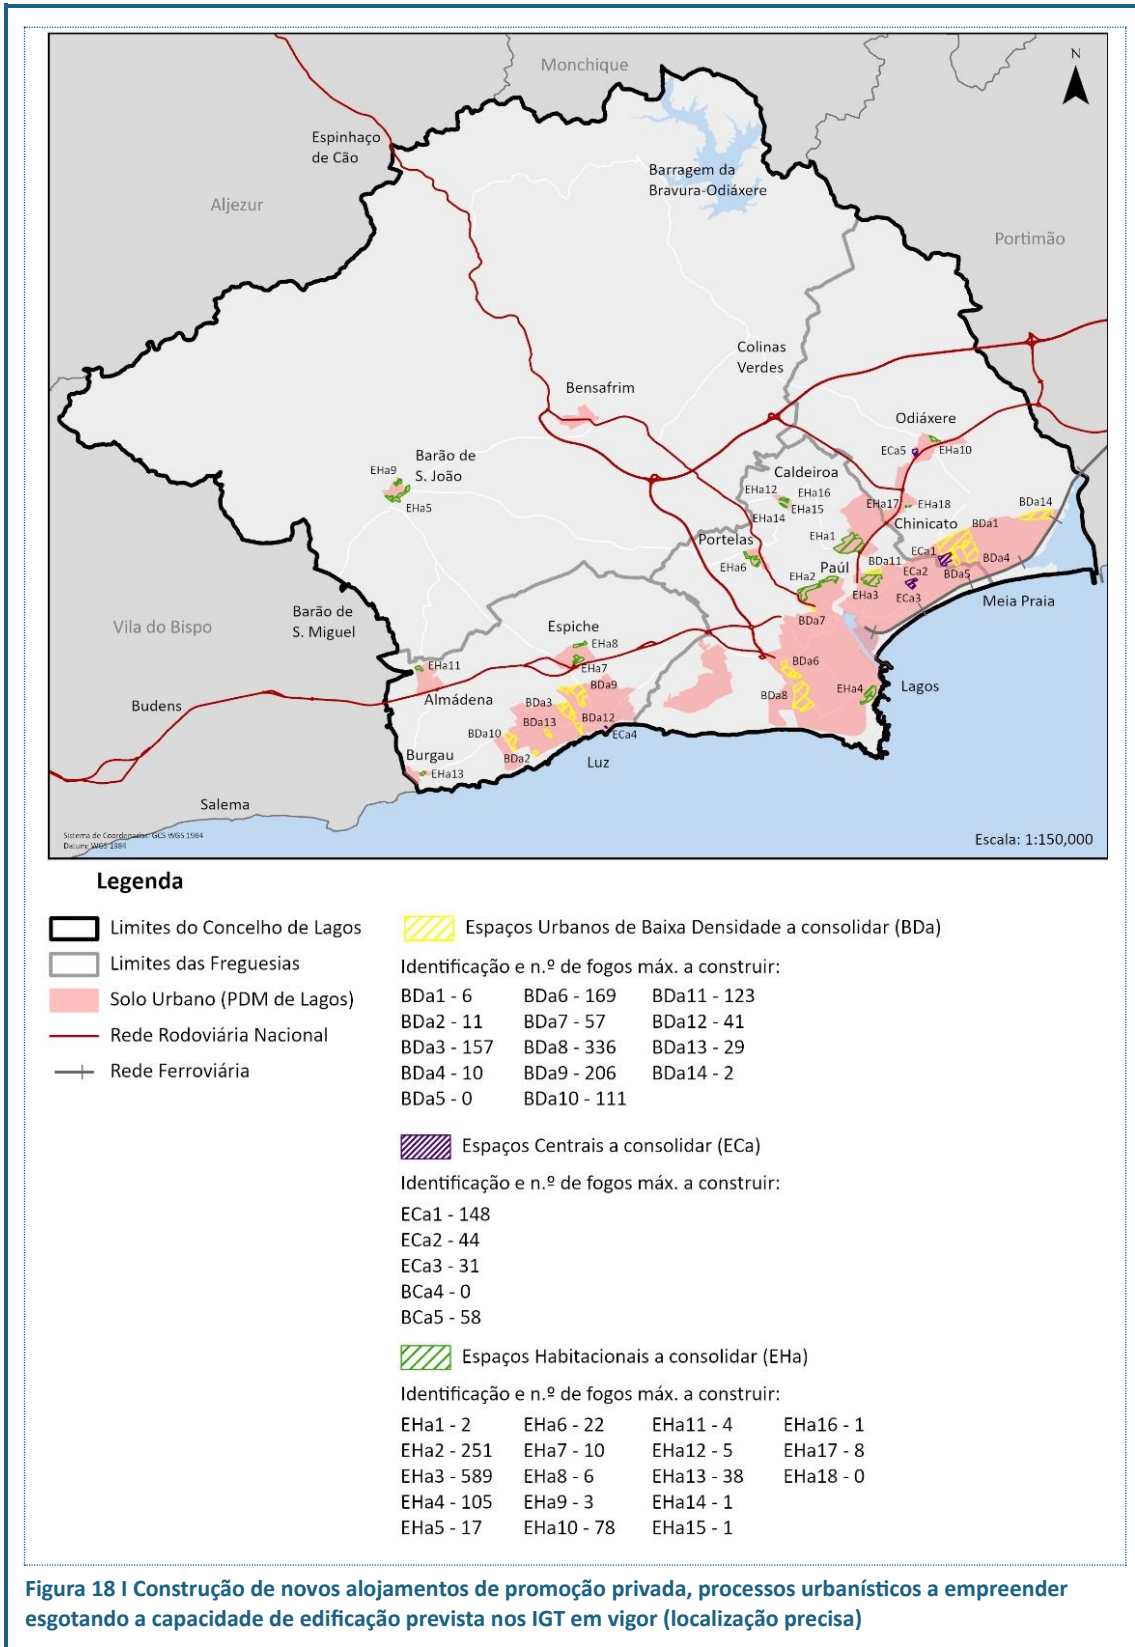 Monchique
N
Espinhaço
de Cão
Barragem da
Bravura-Odiáxere
Aljezur
Portimão
Colinas
Verdes
Bensafrim
Odiáxere
ECa5
EHa10
Barão de
S. João
EHa9
EHa5
Caldeiroa
EHa12
EHa16
EHa15
EHa14
EHa17
EHa18
BDa14
Chinicato
BDa1
EHa1
Portelas
EHa6
ECa1
BDa4
Paúl
BDa11
ECa2
BDa5
EHa2
EHa3
ECa3
Meia Praia
BDa7
Barão de
S. Miguel
Vila do Bispo
Espiche
EHa8
EHa7
EHa11
BDa6
BDa8
EHa4
Lagos
Budens
Almádena
BDa9
BDa3
BDa12
BDa13
BDa10
ECa4
BDa2
Burgau
EHa13
Luz
Salema
Sistema de Coordenadas: GCS WGS 1984
Datum: WGS 1984
Escala: 1:150,000
Legenda
Limites do Concelho de Lagos
Limites das Freguesias
Solo Urbano (PDM de Lagos)
Rede Rodoviária Nacional
Rede Ferroviária
Espaços Urbanos de Baixa Densidade a consolidar (BDa)
Identificação e n.º de fogos máx. a construir:
BDa1 - 6 BDa6 - 169 BDa11 - 123
BDa2 - 11 BDa7 - 57 BDa12 - 41
BDa3 - 157 BDa8 - 336 BDa13 - 29
BDa4 - 10 BDa9 - 206 BDa14 - 2
BDa5 - 0 BDa10 - 111
Espaços Centrais a consolidar (ECa)
Identificação e n.º de fogos máx. a construir:
ECa1 - 148
ECa2 - 44
ECa3 - 31
BCa4 - 0
BCa5 - 58
Espaços Habitacionais a consolidar (EHa)
Identificação e n.º de fogos máx. a construir:
EHa1 - 2 EHa6 - 22 EHa11 - 4 EHa16 - 1
EHa2 - 251 EHa7 - 10 EHa12 - 5 EHa17 - 8
EHa3 - 589 EHa8 - 6 EHa13 - 38 EHa18 - 0
EHa4 - 105 EHa9 - 3 EHa14 - 1
EHa5 - 17 EHa10 - 78 EHa15 - 1
Figura 18 I Construção de novos alojamentos de promoção privada, processos urbanísticos a empreender
esgotando a capacidade de edificação prevista nos IGT em vigor (localização precisa)